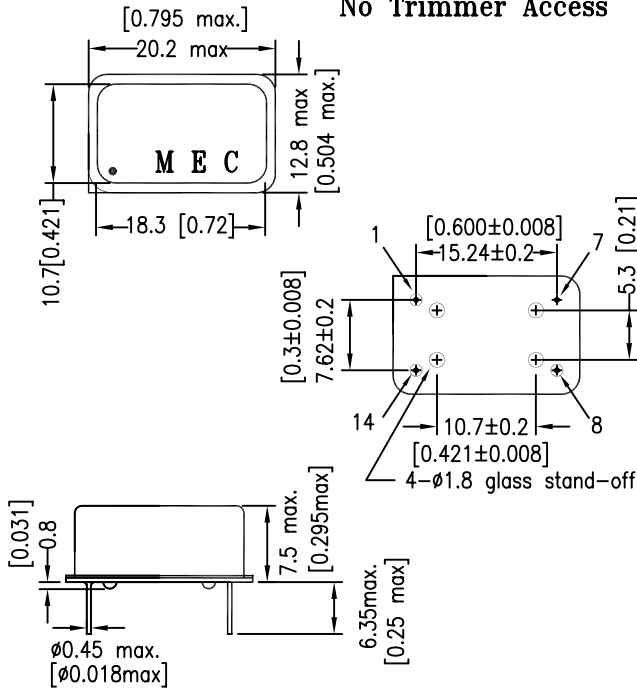 No Trimmer Access
[0.795 max.]
20.2 max
M E C
12.8 max
[0.504 max.]
10.7[0.421]
18.3 [0.72]
[0.600±0.008]
15.24±0.2
1
7
5.3 [0.21]
[0.3±0.008]
7.62±0.2
14
8
10.7±0.2
[0.421±0.008]
4-ø1.8 glass stand-off
[0.031]
0.8
7.5 max.
[0.295max]
6.35max.
[0.25 max]
ø0.45 max.
[ø0.018max]